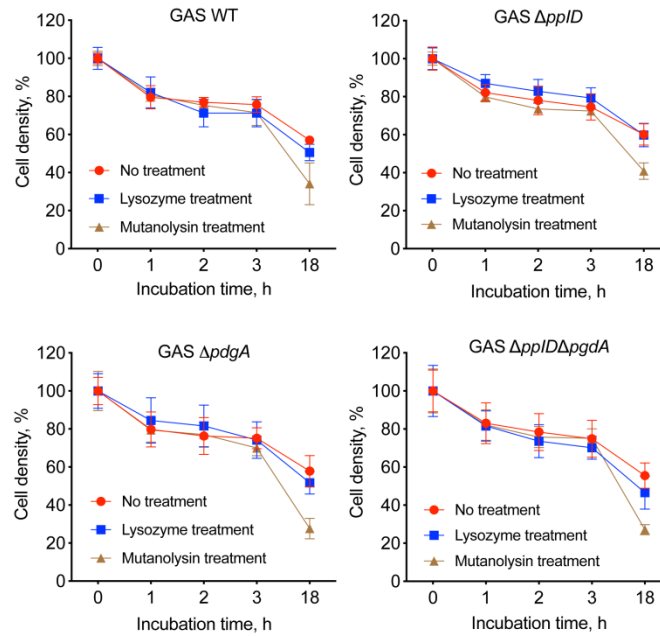 GAS WT
Cell density, %
120
100
80
60
40
20
0
No treatment
Lysozyme treatment
Mutanolysin treatment
0 1 2 3 18
Incubation time, h
GAS ΔppID
Cell density, %
120
100
80
60
40
20
0
No treatment
Lysozyme treatment
Mutanolysin treatment
0 1 2 3 18
Incubation time, h
GAS ΔpdgA
Cell density, %
120
100
80
60
40
20
0
No treatment
Lysozyme treatment
Mutanolysin treatment
0 1 2 3 18
Incubation time, h
GAS ΔppIDΔpgdA
Cell density, %
120
100
80
60
40
20
0
No treatment
Lysozyme treatment
Mutanolysin treatment
0 1 2 3 18
Incubation time, h